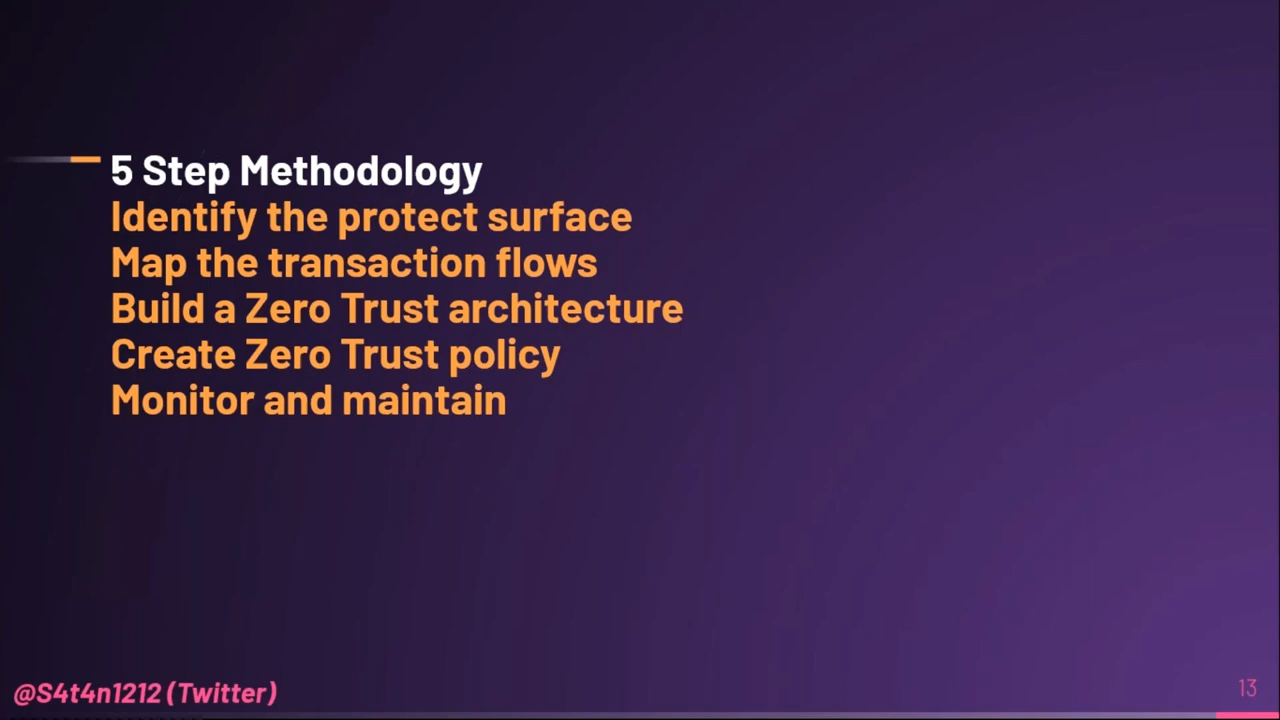 5 Step Methodology
Identify the protect surface
Map the transaction flows
Build a Zero Trust architecture
Create Zero Trust policy
Monitor and maintain
@S4t4n1212 (Twitter)
13